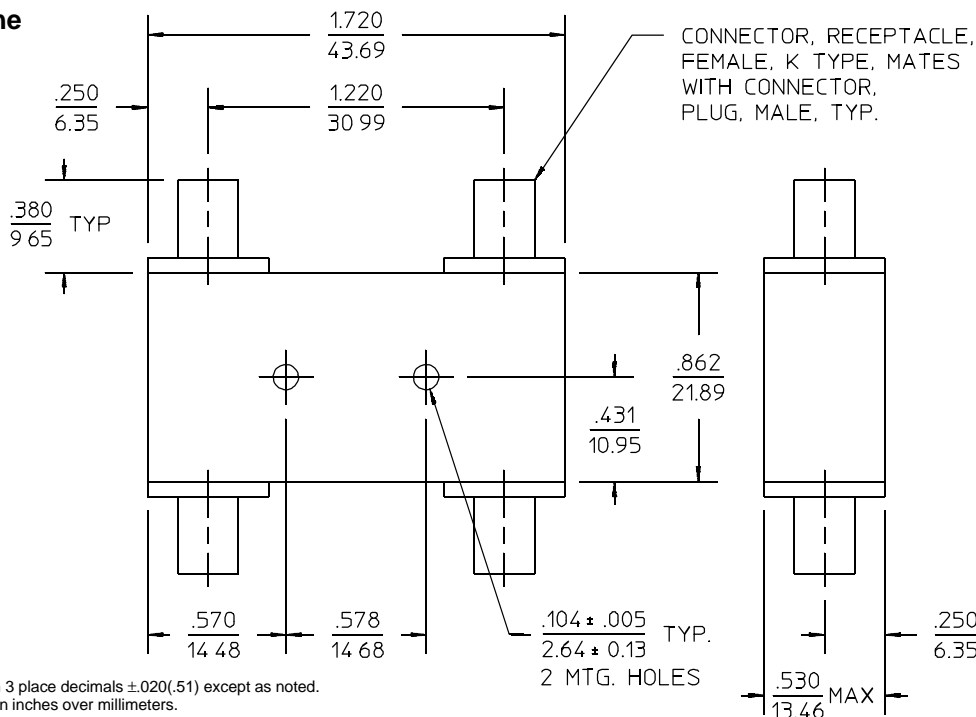 1.720
43.69
CONNECTOR, RECEPTACLE,
FEMALE, K TYPE, MATES
WITH CONNECTOR,
PLUG, MALE, TYP.
.250
6.35
1.220
30 99
.380
9 65
TYP
.862
21.89
.431
10.95
.570
14 48
.578
14 68
.104 ± .005
2.64 ± 0.13
TYP.
2 MTG. HOLES
.250
6.35
.530
13.46
MAX
3 place decimals ±.020(.51) except as noted.
n inches over millimeters.